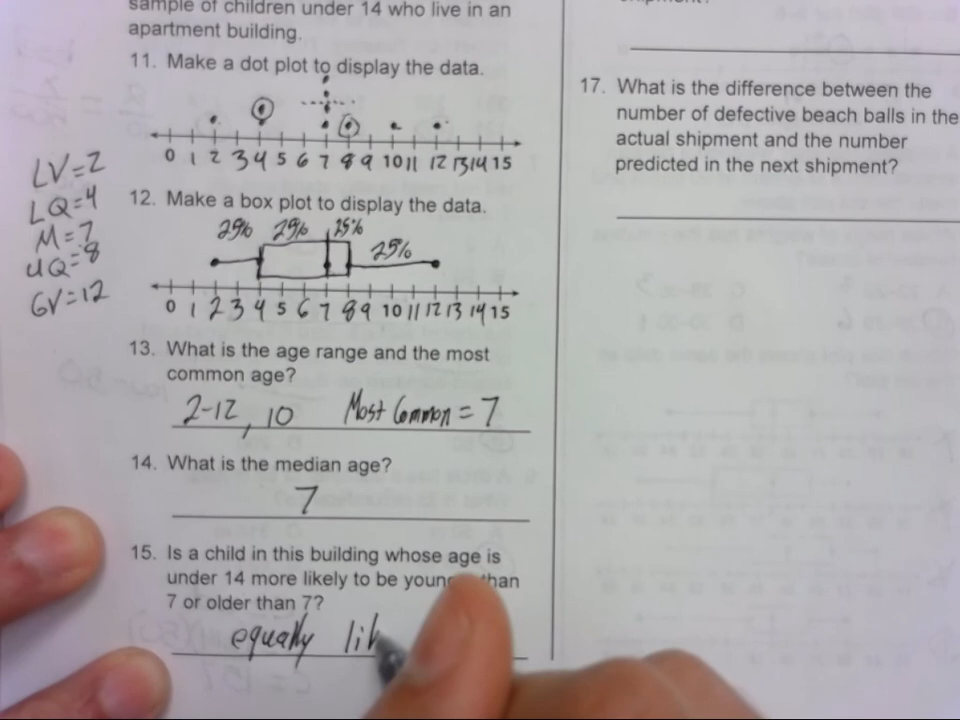 sample of children under 14 who live in an
apartment building.
11. Make a dot plot to display the data.
0 1 2 3 4 5 6 7 8 9 10 11 12 13 14 15
LV=2
LQ=4
M=7
UQ=8
GV=12
12. Make a box plot to display the data.
25% 25% 25%
25%
0 1 2 3 4 5 6 7 8 9 10 11 12 13 14 15
13. What is the age range and the most
common age?
2-12, 10 Most Common = 7
14. What is the median age?
7
15. Is a child in this building whose age is
under 14 more likely to be than
7 or older than 7?
equally
17. What is the difference between the
number of defective beach balls in the
actual shipment and the number
predicted in the next shipment?